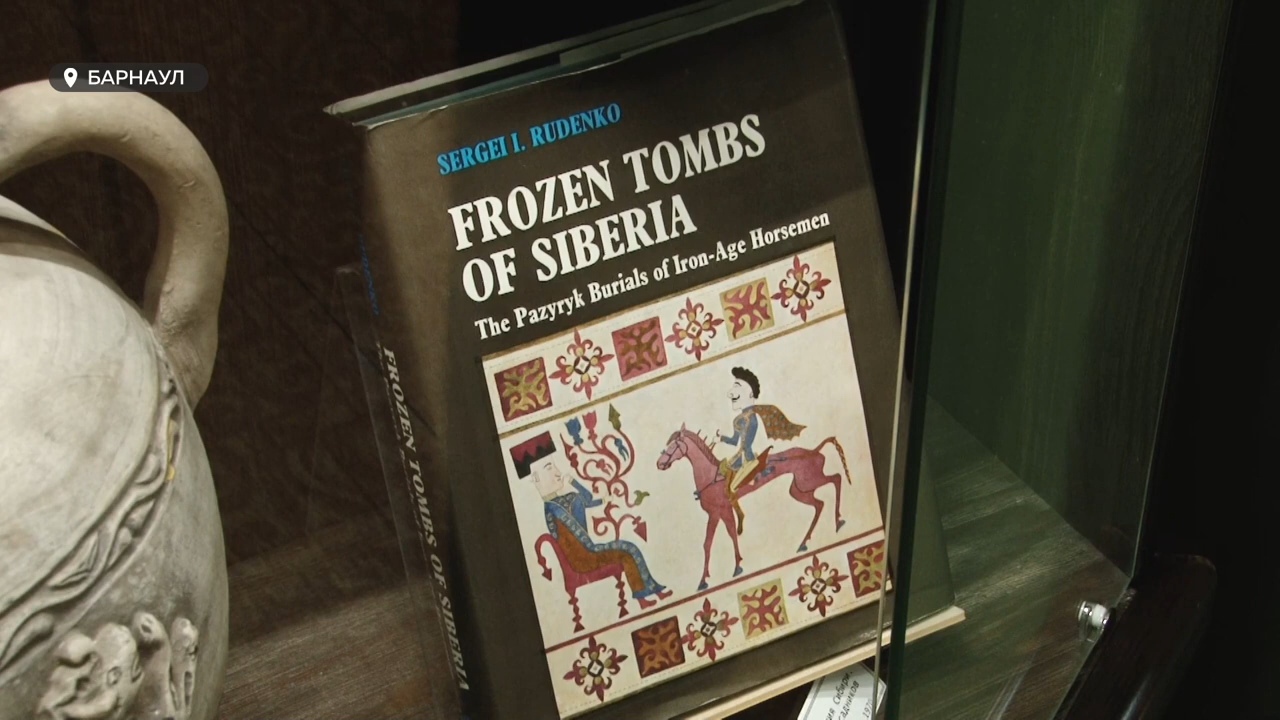 БАРНАУЛ
SERGEI I. RUDENKO
FROZEN TOMBS
OF SIBERIA
The Pazyryk Burials of Iron-Age Horsemen
FROZEN TOMBS OF SIBERIA